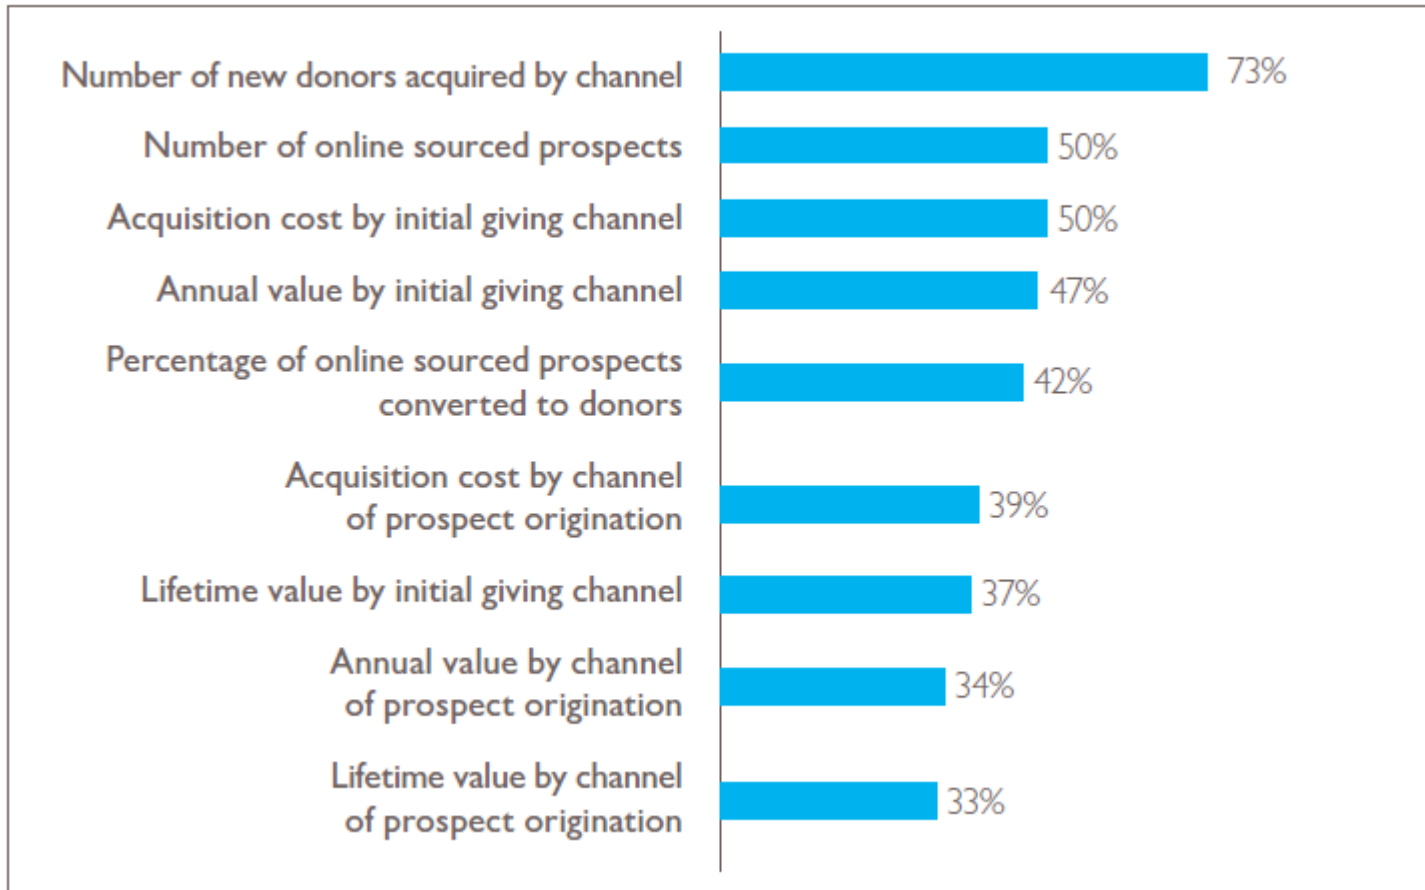 Number of new donors acquired by channel 73%
Number of online sourced prospects 50%
Acquisition cost by initial giving channel 50%
Annual value by initial giving channel 47%
Percentage of online sourced prospects
converted to donors 42%
Acquisition cost by channel
of prospect origination 39%
Lifetime value by initial giving channel 37%
Annual value by channel
of prospect origination 34%
Lifetime value by channel
of prospect origination 33%